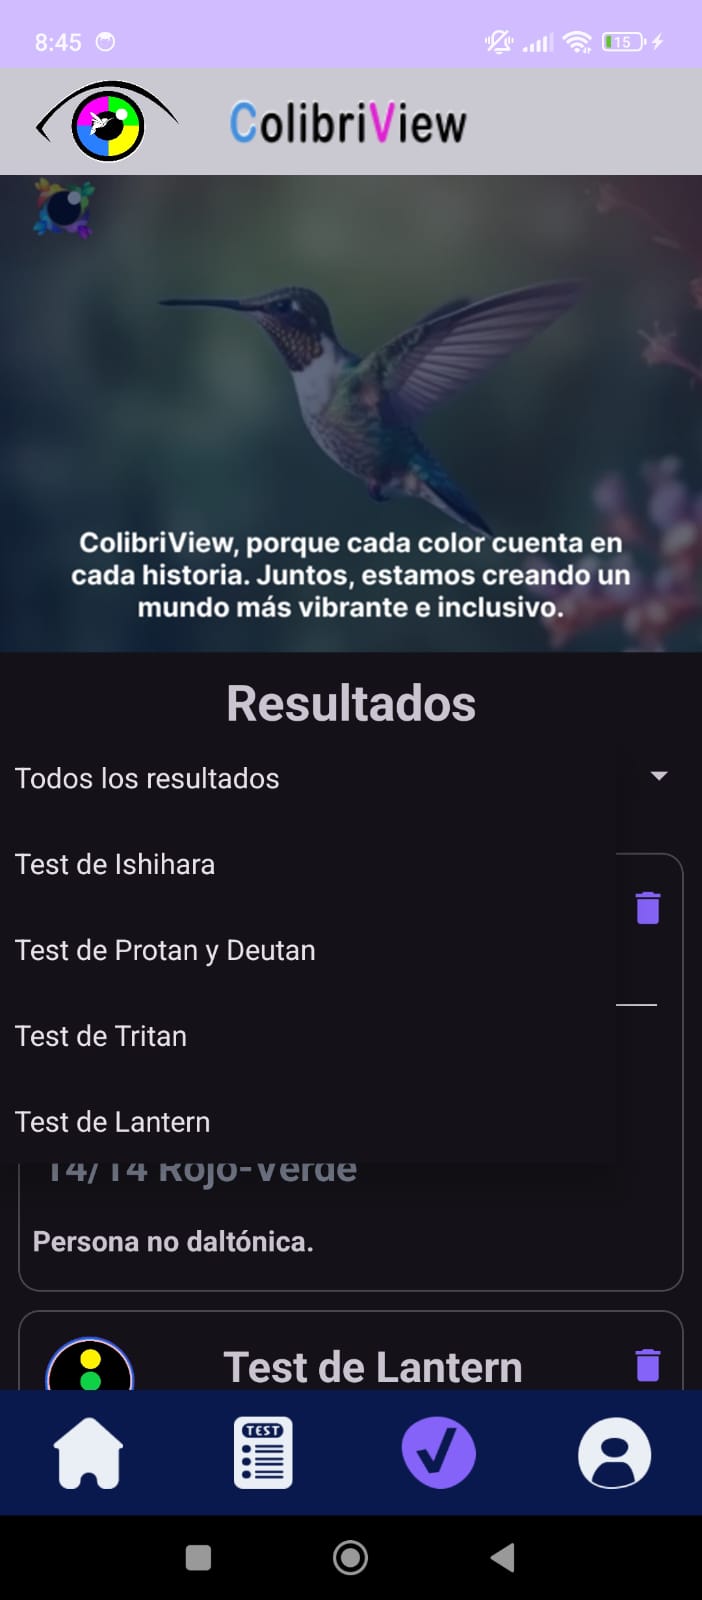 8:45
15
ColibriView
ColibriView, porque cada color cuenta en
cada historia. Juntos, estamos creando un
mundo más vibrante e inclusivo.
Resultados
Todos los resultados
Test de Ishihara
Test de Protan y Deutan
Test de Tritan
Test de Lantern
14/14 Rojo-Verde
Persona no daltónica.
Test de Lantern
TEST